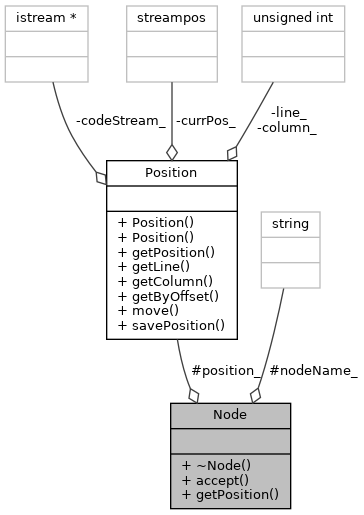 istream *
streampos
unsigned int
-codeStream_
-currPos_
-line_
-column_
Position
+ Position()
+ Position()
+ getPosition()
+ getLine()
+ getColumn()
+ getByOffset()
+ move()
+ savePosition()
string
#position_
#nodeName_
Node
+ ~Node()
+ accept()
+ getPosition()